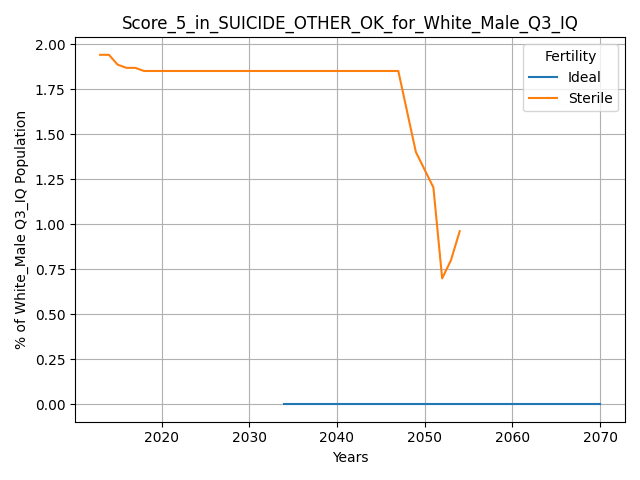 Score_5_in_SUICIDE_OTHER_OK_for_White_Male_Q3_IQ
2.00
1.75
1.50
1.25
1.00
0.75
0.50
0.25
0.00
% of White_Male Q3_IQ Population
Fertility
Ideal
Sterile
2020
2030
2040
2050
2060
2070
Years